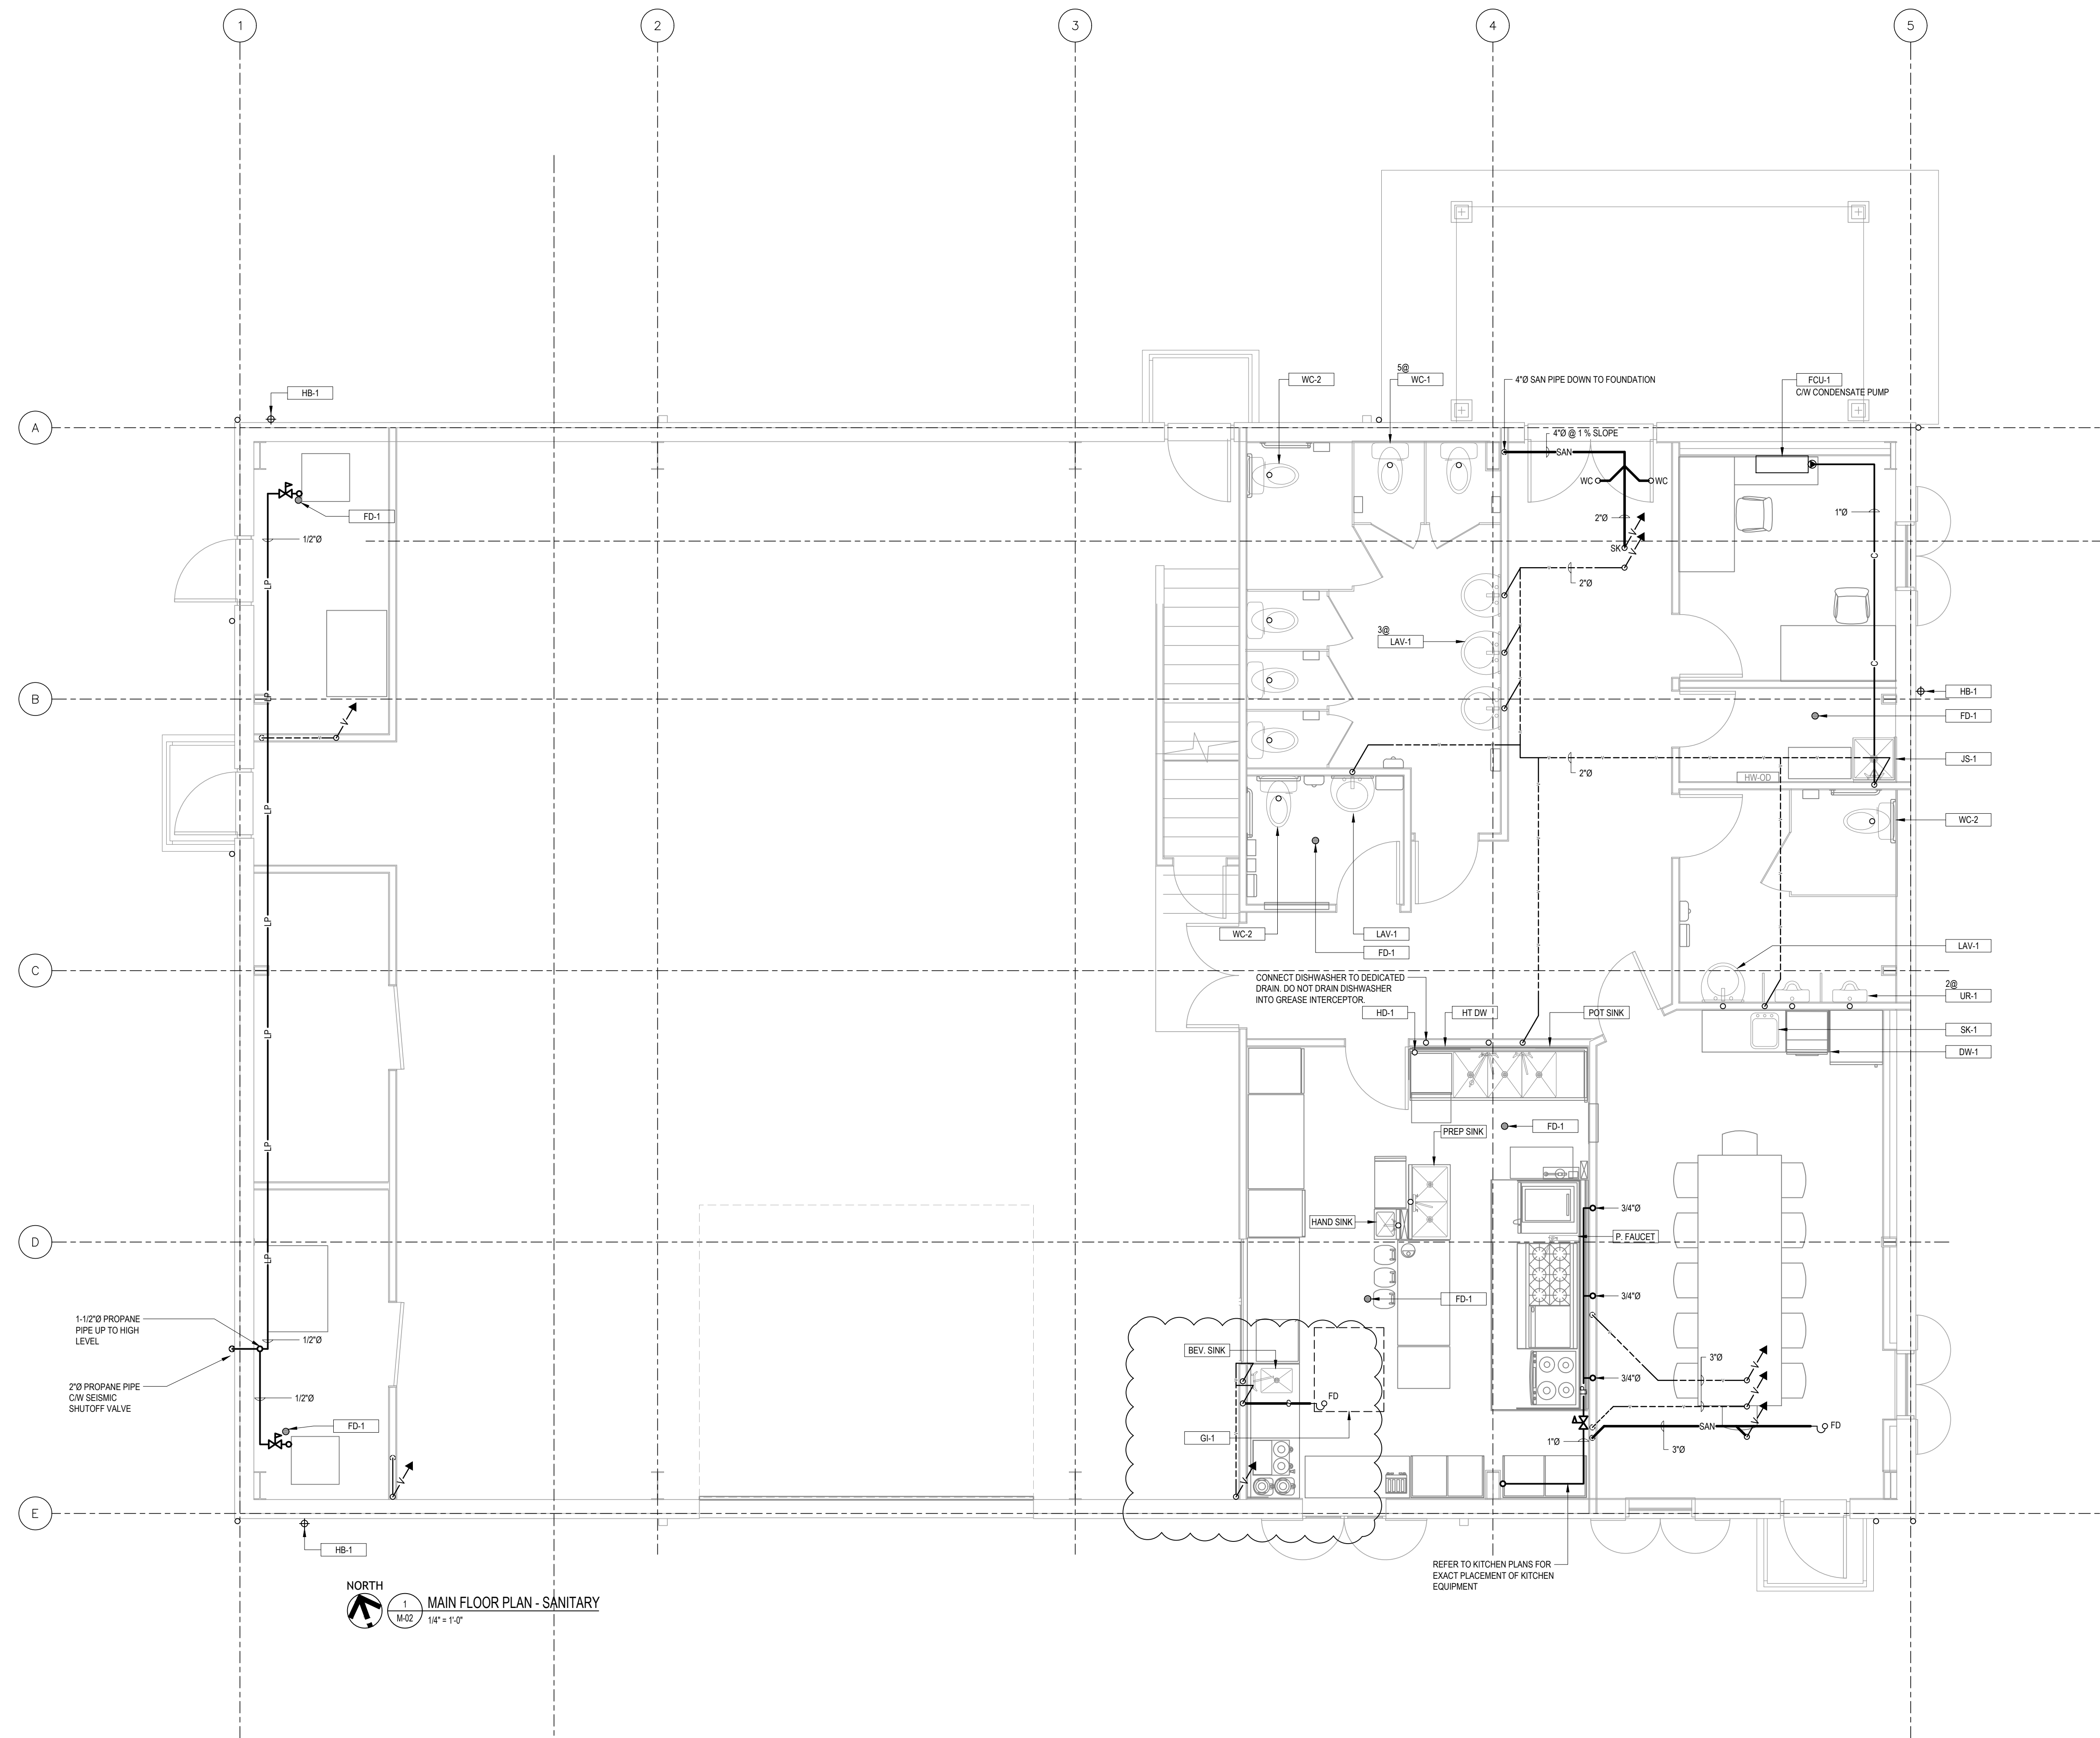 1
2
3
4
5
5@
HB-1
WC-2
WC-1
4"Ø SAN PIPE DOWN TO FOUNDATION
FCU-1
C/W CONDENSATE PUMP
A
4"Ø @ 1 % SLOPE
SAN
WC
WC
FD-1
2"Ø
1"Ø
1/2"Ø
V
SK
V
C
LP
2"Ø
3@
LAV-1
C
B
LP
HB-1
V
FD-1
2"Ø
JS-1
HW-OD
LP
WC-2
LP
WC-2
LAV-1
LAV-1
FD-1
C
CONNECT DISHWASHER TO DEDICATED
DRAIN. DO NOT DRAIN DISHWASHER
INTO GREASE INTERCEPTOR.
2@
UR-1
HD-1
HT DW
POT SINK
SK-1
LP
DW-1
FD-1
PREP SINK
LP
3/4"Ø
HAND SINK
P. FAUCET
D
LP
FD-1
3/4"Ø
1-1/2"Ø PROPANE
PIPE UP TO HIGH
LEVEL
1/2"Ø
BEV. SINK
3"Ø
V
3/4"Ø
2"Ø PROPANE PIPE
C/W SEISMIC
SHUTOFF VALVE
1/2"Ø
FD
LP
V
V
G
FD-1
SAN
FD
GI-1
1"Ø
3"Ø
V
V
E
HB-1
REFER TO KITCHEN PLANS FOR
EXACT PLACEMENT OF KITCHEN
EQUIPMENT
NORTH
1
MAIN FLOOR PLAN - SANITARY
M-02
1/4" = 1'-0"